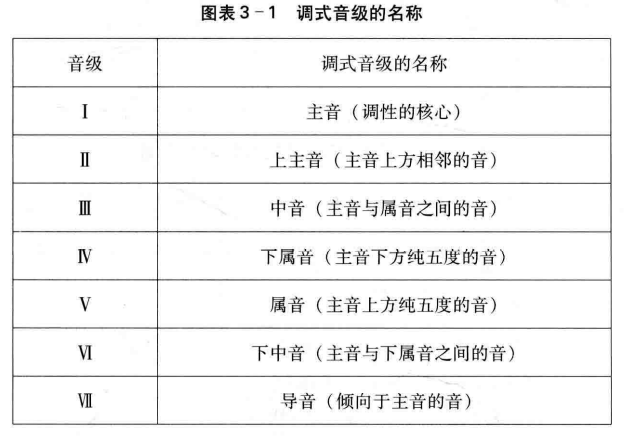 图表3-1 调式音级的名称
音级 调式音级的名称
Ⅰ 主音（调性的核心）
Ⅱ 上主音（主音上方相邻的音）
Ⅲ 中音（主音与属音之间的音）
Ⅳ 下属音（主音下方纯五度的音）
Ⅴ 属音（主音上方纯五度的音）
Ⅵ 下中音（主音与下属音之间的音）
Ⅶ 导音（倾向于主音的音）